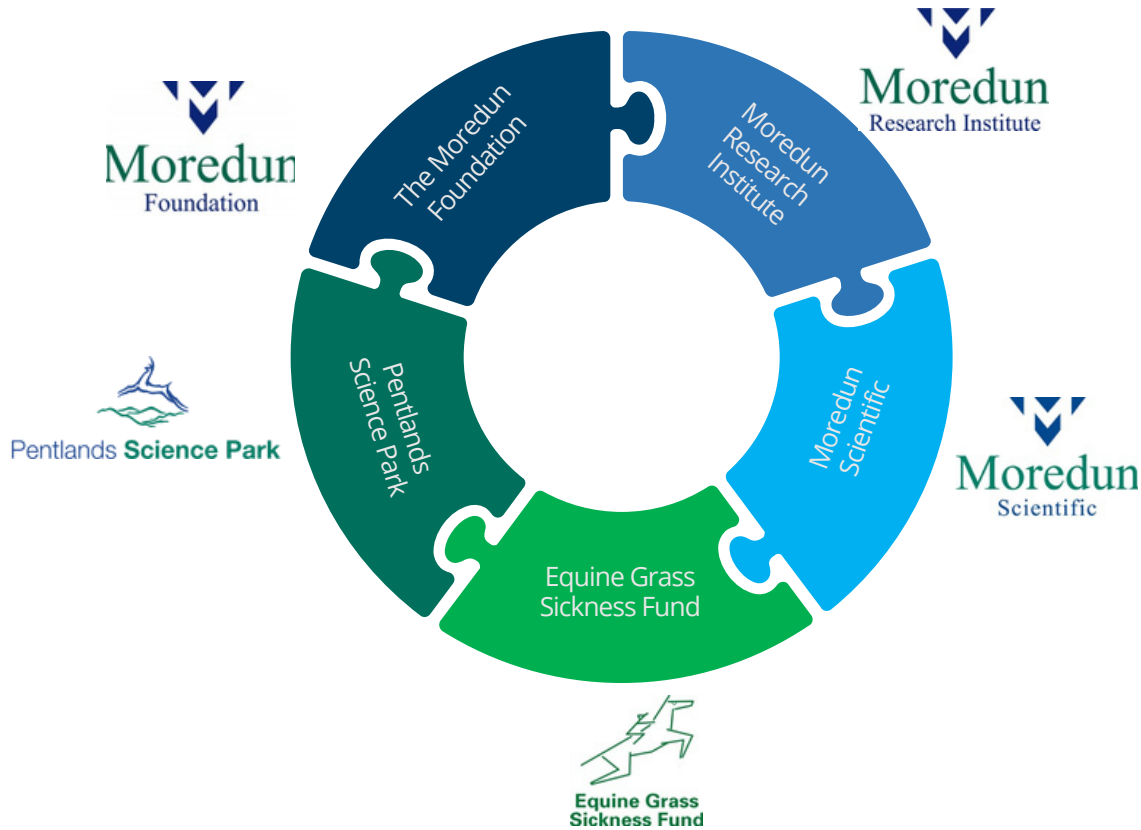 Moredun
Research Institute
Moredun
Foundation
The Moredun
Foundation
Moredun
Research
Institute
Pentlands
Science Park
Moredun
Scientific
Pentlands Science Park
Moredun
Scientific
Equine Grass
Sickness Fund
Equine Grass
Sickness Fund